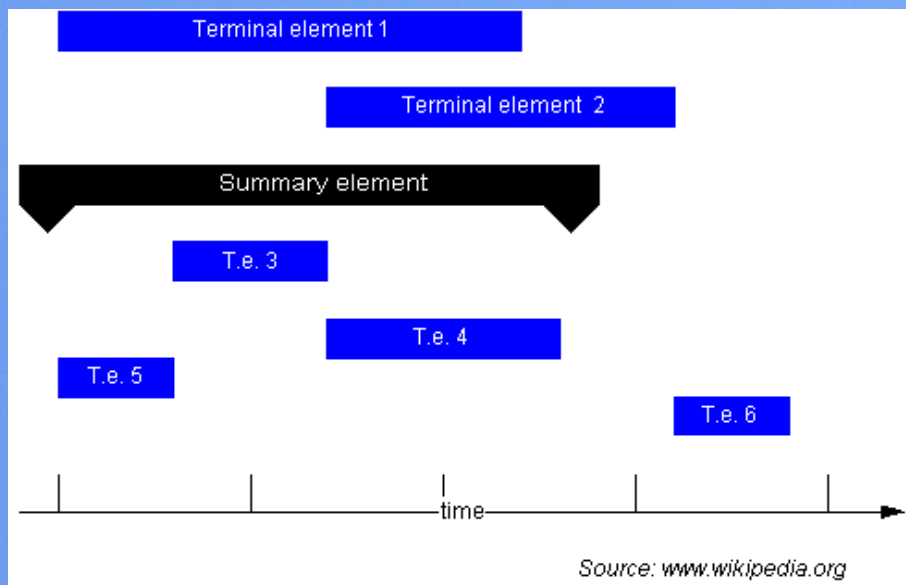 Terminal element 1
Terminal element 2
Summary element
T.e. 3
T.e. 4
T.e. 5
T.e. 6
time
Source: www.wikipedia.org